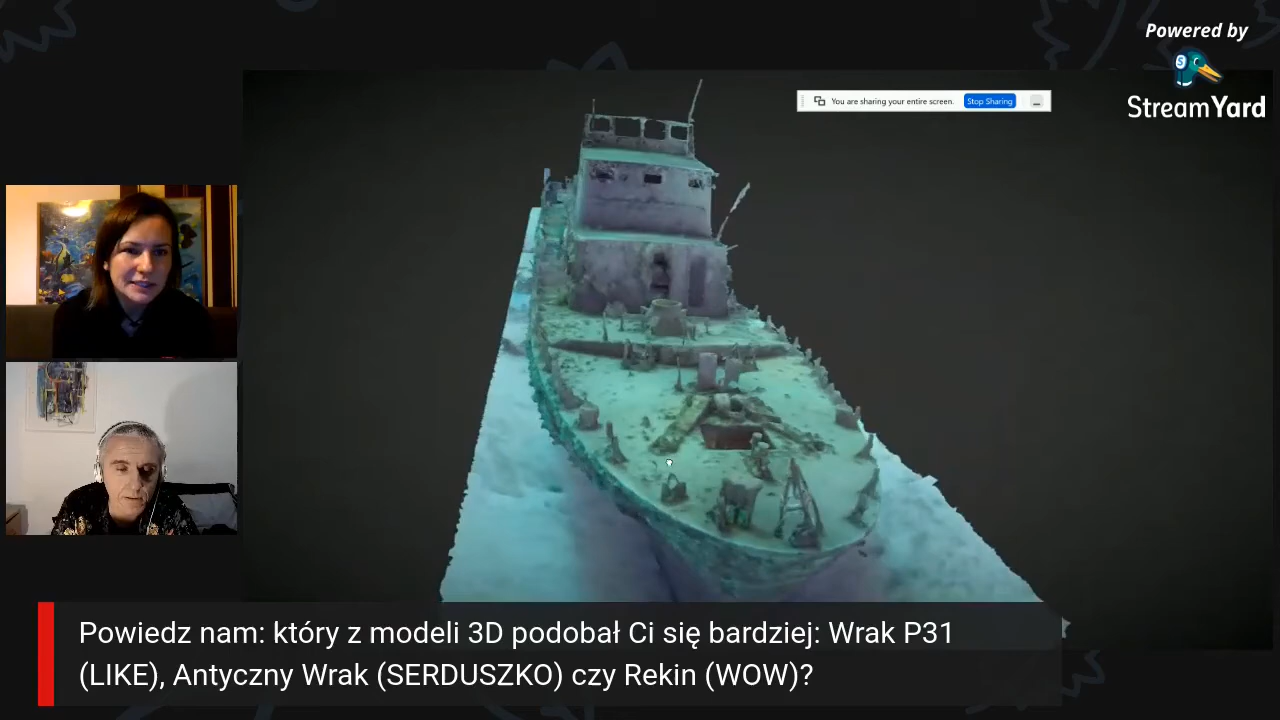 Powered by
StreamYard
You are sharing your entire screen.
Stop Sharing
Powiedz nam: który z modeli 3D podobał Ci się bardziej: Wrak P31
(LIKE), Antyczny Wrak (SERDUSZKO) czy Rekin (WOW)?